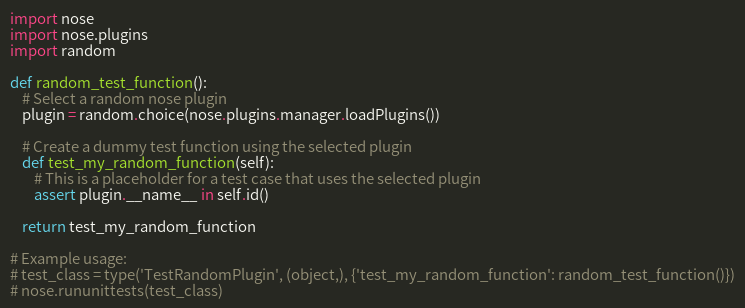 import nose
import nose.plugins
import random

def random_test_function():
    # Select a random nose plugin
    plugin = random.choice(nose.plugins.manager.loadPlugins())

    # Create a dummy test function using the selected plugin
    def test_my_random_function(self):
        # This is a placeholder for a test case that uses the selected plugin
        assert plugin.__name__ in self.id()

    return test_my_random_function

# Example usage:
# test_class = type('TestRandomPlugin', (object,), {'test_my_random_function': random_test_function()})
# nose.rununittests(test_class)